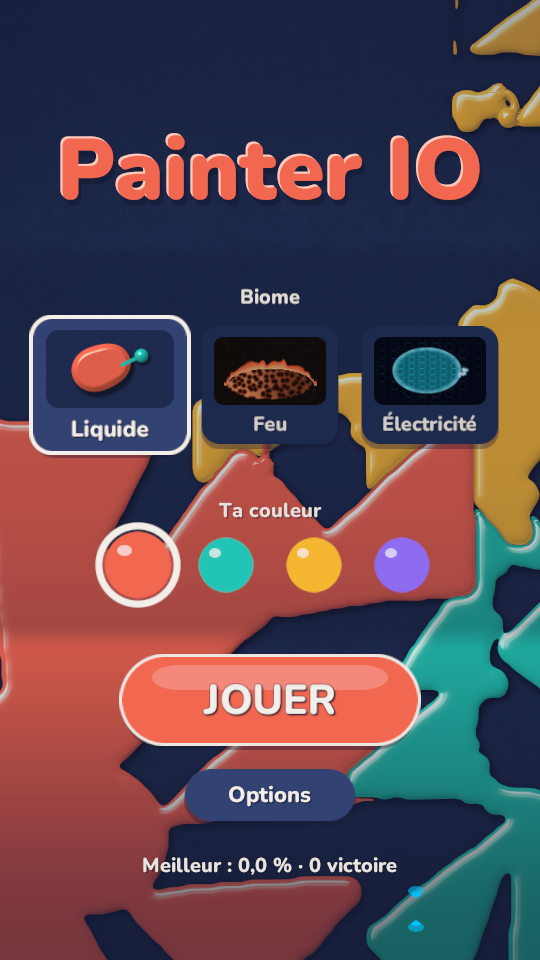 Painter IO
Biome
Liquide
Feu
Électricité
Ta couleur
JOUER
Options
Meilleur : 0,0 % · 0 victoire